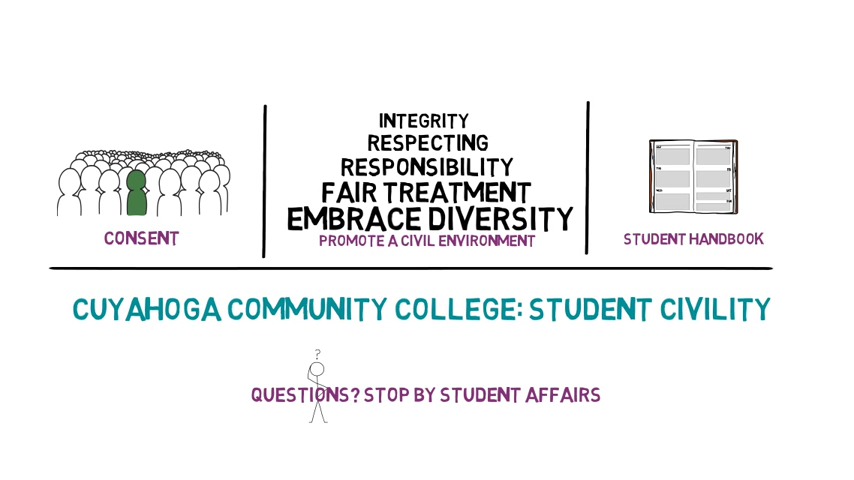 INTEGRITY
RESPECTING
RESPONSIBILITY
FAIR TREATMENT
EMBRACE DIVERSITY
CONSENT
PROMOTE A CIVIL ENVIRONMENT
STUDENT HANDBOOK
CUYAHOGA COMMUNITY COLLEGE: STUDENT CIVILITY
?
QUESTIONS? STOP BY STUDENT AFFAIRS